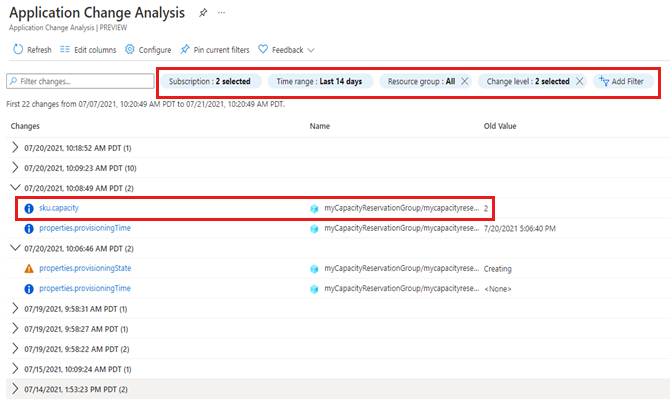 Application Change Analysis ...
Application Change Analysis | PREVIEW
Refresh Edit columns Configure Pin current filters Feedback
Filter changes... Subscription : 2 selected Time range : Last 14 days Resource group : All Change level : 2 selected Add Filter
First 22 changes from 07/07/2021, 10:20:49 AM PDT to 07/21/2021, 10:20:49 AM PDT.
Changes Name Old Value
07/20/2021, 10:18:52 AM PDT (1)
07/20/2021, 10:09:23 AM PDT (10)
07/20/2021, 10:08:49 AM PDT (2)
sku.capacity myCapacityReservationGroup/mycapacityrese... 2
properties.provisioningTime myCapacityReservationGroup/mycapacityrese... 7/20/2021 5:06:40 PM
07/20/2021, 10:06:46 AM PDT (2)
properties.provisioningState myCapacityReservationGroup/mycapacityrese... Creating
properties.provisioningTime myCapacityReservationGroup/mycapacityrese... <None>
07/19/2021, 9:58:31 AM PDT (1)
07/19/2021, 9:58:27 AM PDT (1)
07/19/2021, 9:58:22 AM PDT (2)
07/15/2021, 10:09:24 AM PDT (1)
07/14/2021, 1:53:23 PM PDT (2)